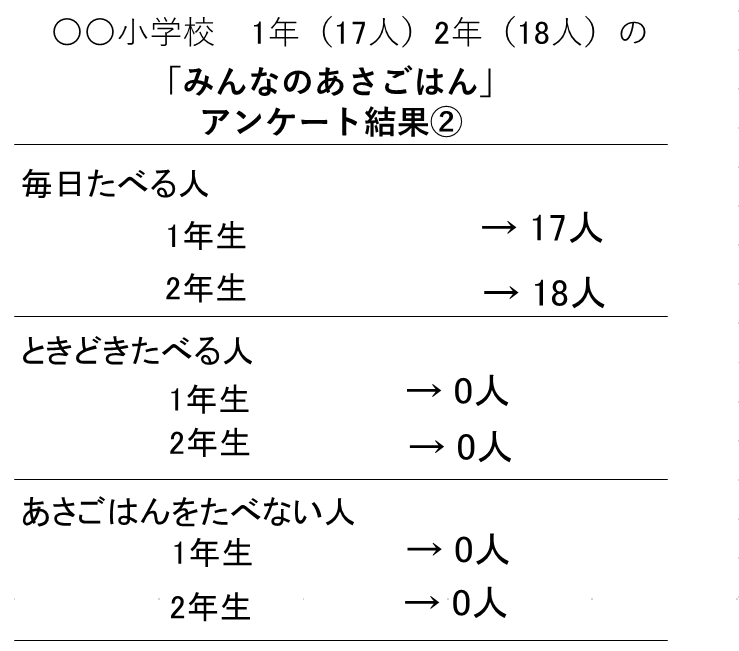 〇〇小学校　1年（17人）2年（18人）の
「みんなのあさごはん」
アンケート結果②
毎日たべる人
1年生　→ 17人
2年生　→ 18人
ときどきたべる人
1年生　→ 0人
2年生　→ 0人
あさごはんをたべない人
1年生　→ 0人
2年生　→ 0人